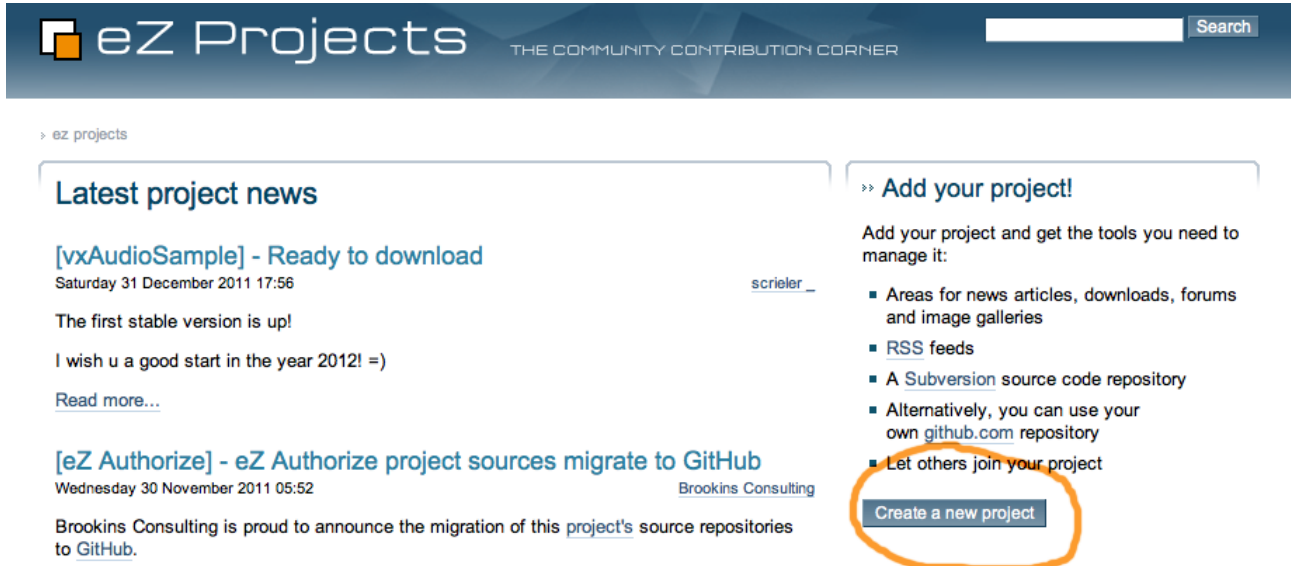 eZ Projects
THE COMMUNITY CONTRIBUTION CORNER
Search
ez projects
Latest project news
[vxAudioSample] - Ready to download
Saturday 31 December 2011 17:56
scrieler _
The first stable version is up!
I wish u a good start in the year 2012! =)
Read more...
[eZ Authorize] - eZ Authorize project sources migrate to GitHub
Wednesday 30 November 2011 05:52
Brookins Consulting
Brookins Consulting is proud to announce the migration of this project's source repositories
to GitHub.
Add your project!
Add your project and get the tools you need to
manage it:
Areas for news articles, downloads, forums
and image galleries
RSS feeds
A Subversion source code repository
Alternatively, you can use your
own github.com repository
Let others join your project
Create a new project